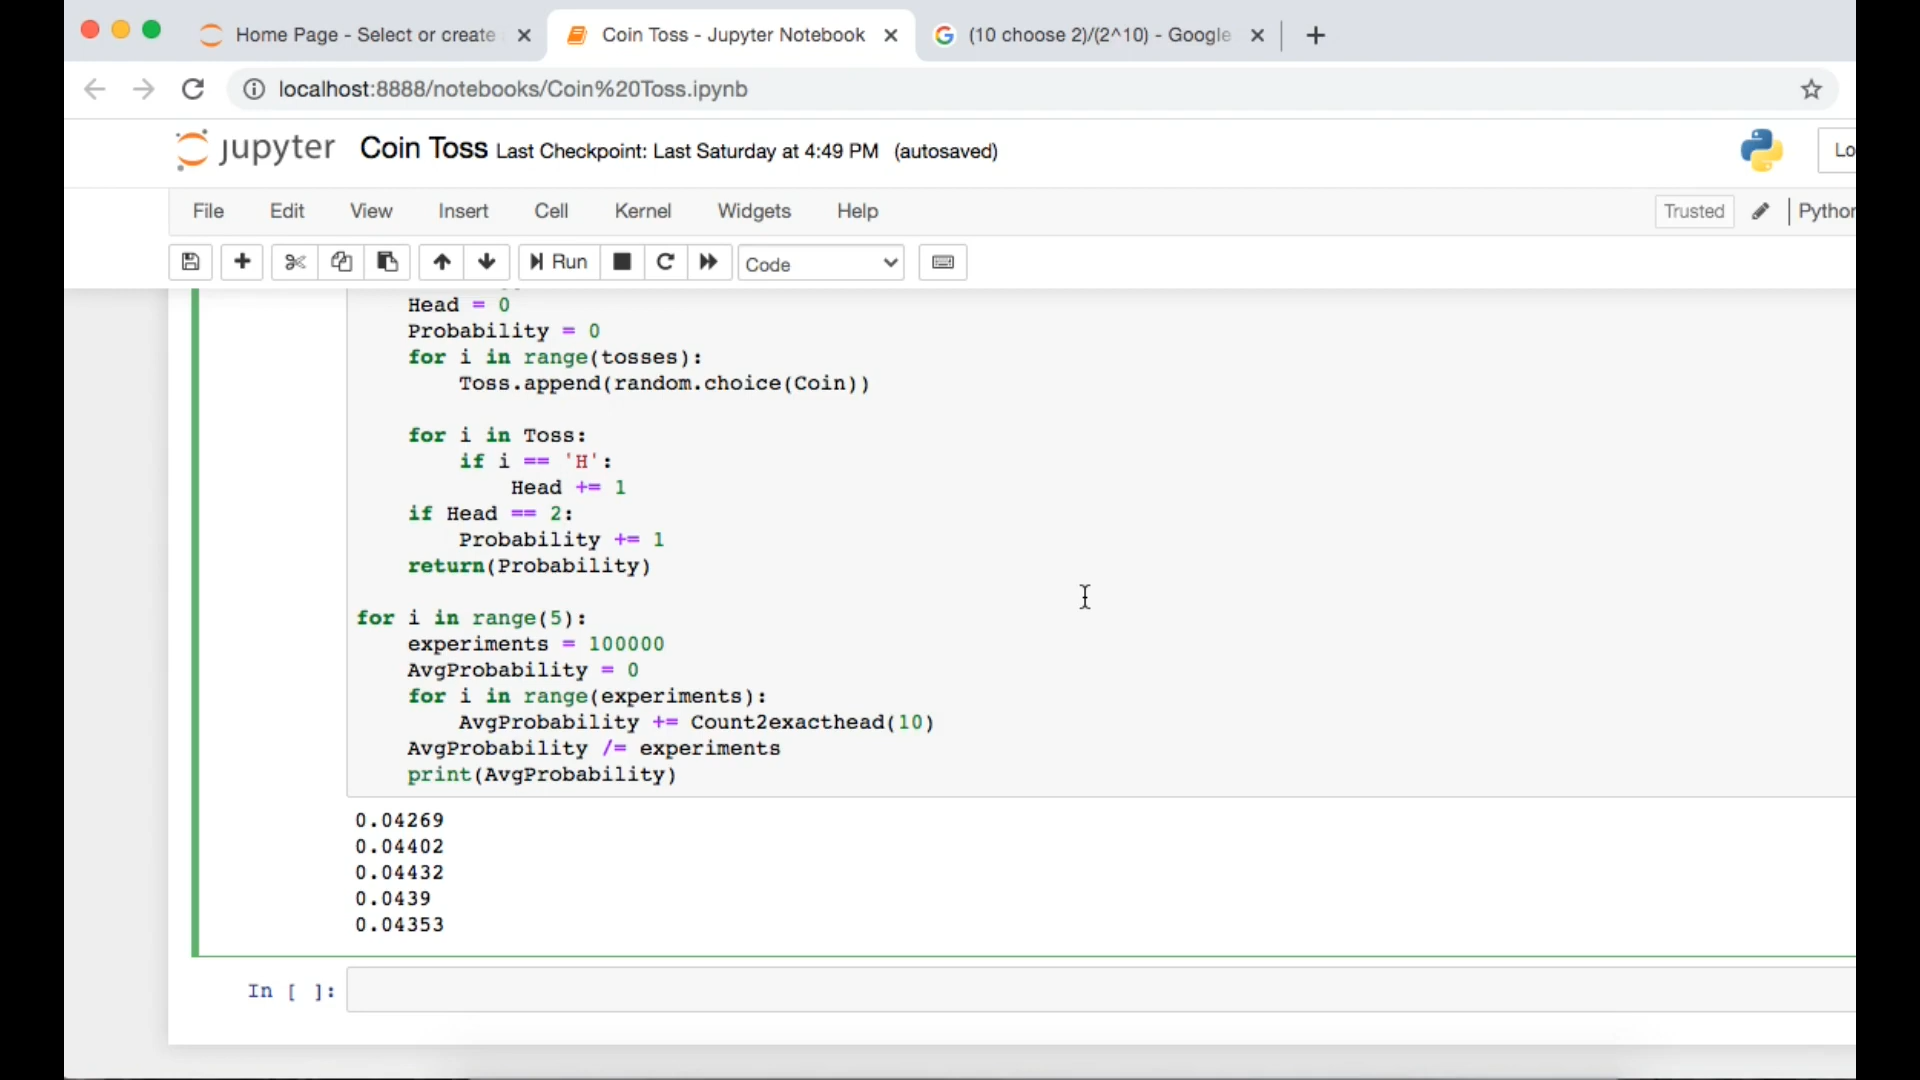 Home Page - Select or create
Coin Toss - Jupyter Notebook
(10 choose 2)/(2^10) - Google
localhost:8888/notebooks/Coin%20Toss.ipynb
jupyter Coin Toss Last Checkpoint: Last Saturday at 4:49 PM (autosaved)
Lo
File Edit View Insert Cell Kernel Widgets Help
Trusted
Python
Run
Code
Head = 0
Probability = 0
for i in range(tosses):
Toss.append(random.choice(Coin))
for i in Toss:
if i == 'H':
Head += 1
if Head == 2:
Probability += 1
return(Probability)
for i in range(5):
experiments = 100000
AvgProbability = 0
for i in range(experiments):
AvgProbability += Count2exacthead(10)
AvgProbability /= experiments
print(AvgProbability)
0.04269
0.04402
0.04432
0.0439
0.04353
In [ ]: